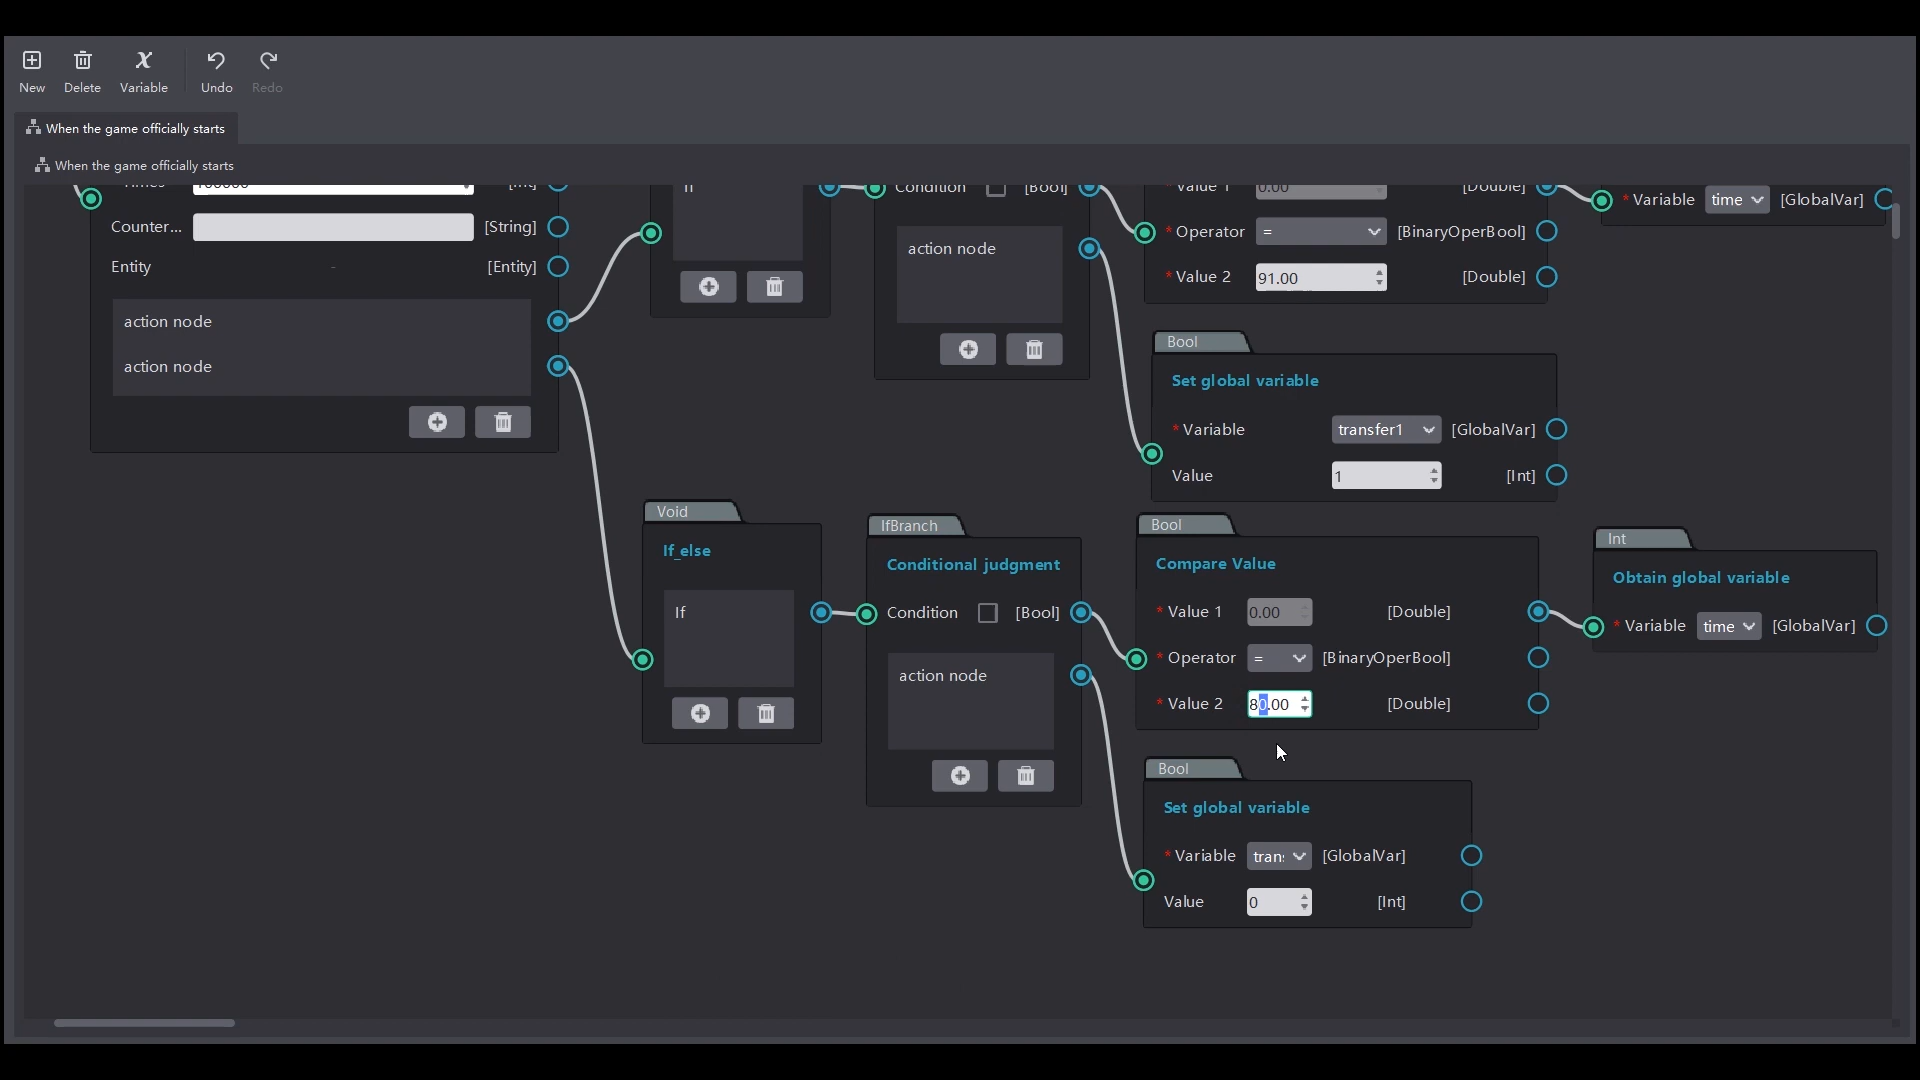 New Delete Variable Undo Redo
When the game officially starts
When the game officially starts
Counter... [String]
Entity - [Entity]
action node
action node
If
Condition [Bool]
action node
Value 1 0.00 [Double]
* Operator = [BinaryOperBool]
* Value 2 91.00 [Double]
* Variable time [GlobalVar]
Bool
Set global variable
* Variable transfer1 [GlobalVar]
Value 1 [Int]
Void
If_else
If
IfBranch
Conditional judgment
Condition [Bool]
action node
Bool
Compare Value
* Value 1 0.00 [Double]
* Operator = [BinaryOperBool]
* Value 2 80.00 [Double]
Int
Obtain global variable
* Variable time [GlobalVar]
Bool
Set global variable
* Variable tran [GlobalVar]
Value 0 [Int]